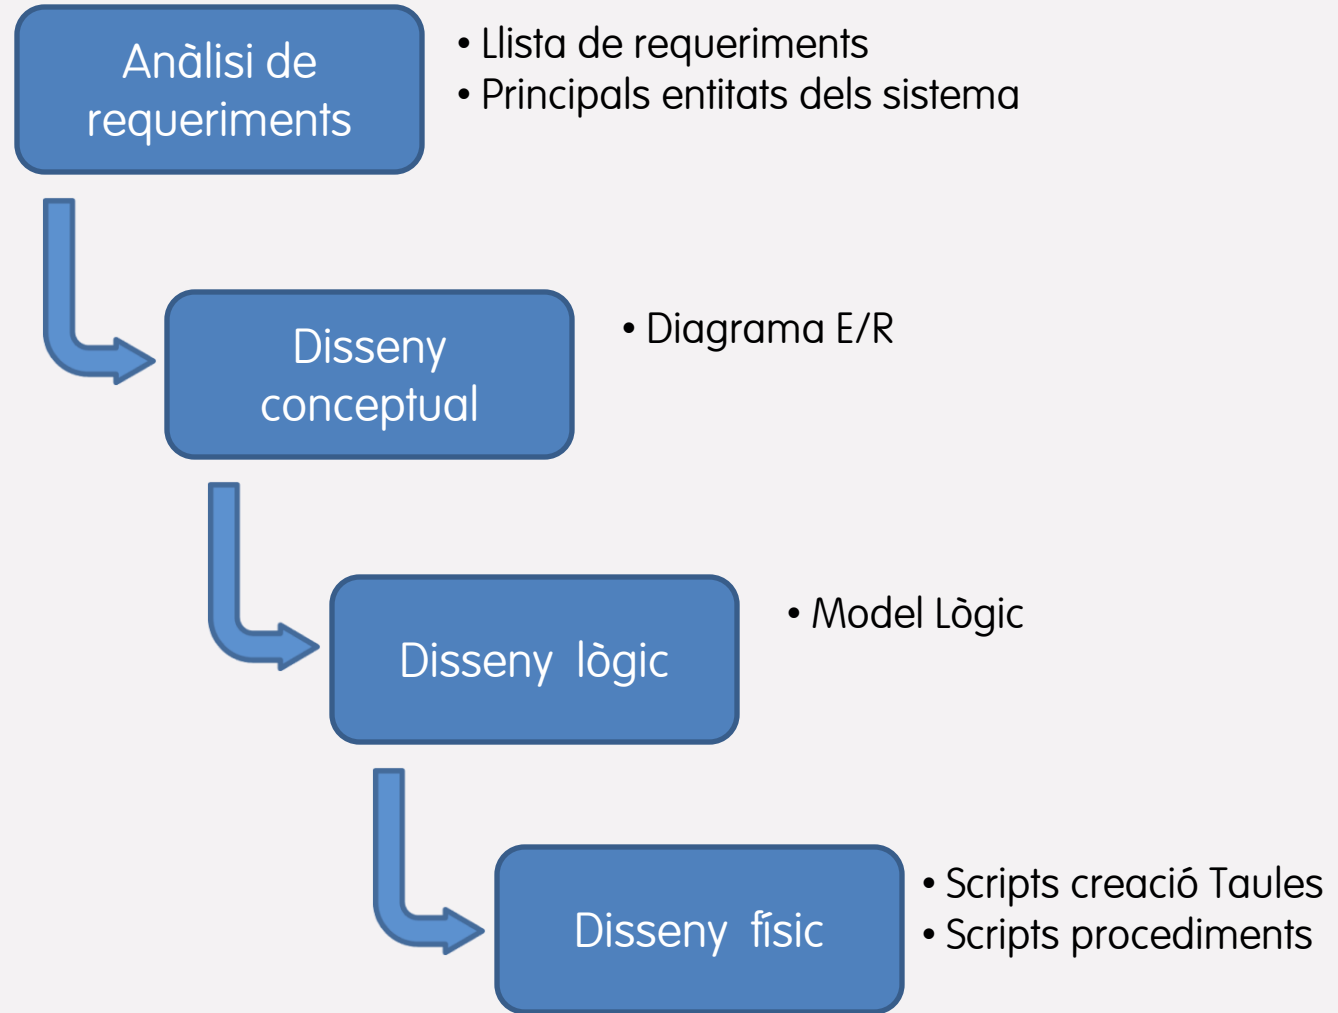 Anàlisi de
requeriments
• Llista de requeriments
• Principals entitats dels sistema
Disseny
conceptual
• Diagrama E/R
Disseny lògic
• Model Lògic
Disseny físic
• Scripts creació Taules
• Scripts procediments